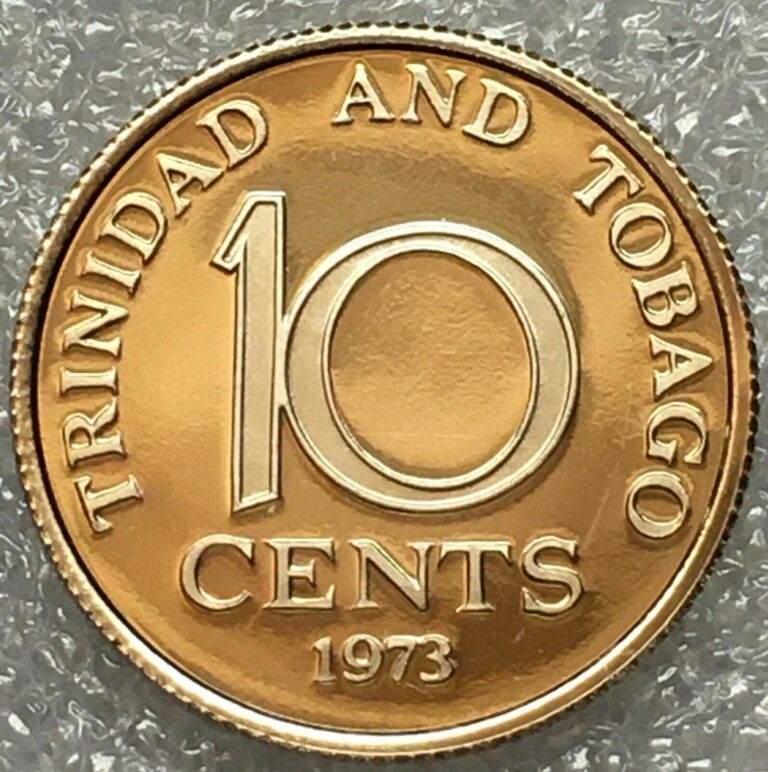 TRINIDAD AND TOBAGO
10
CENTS
1973